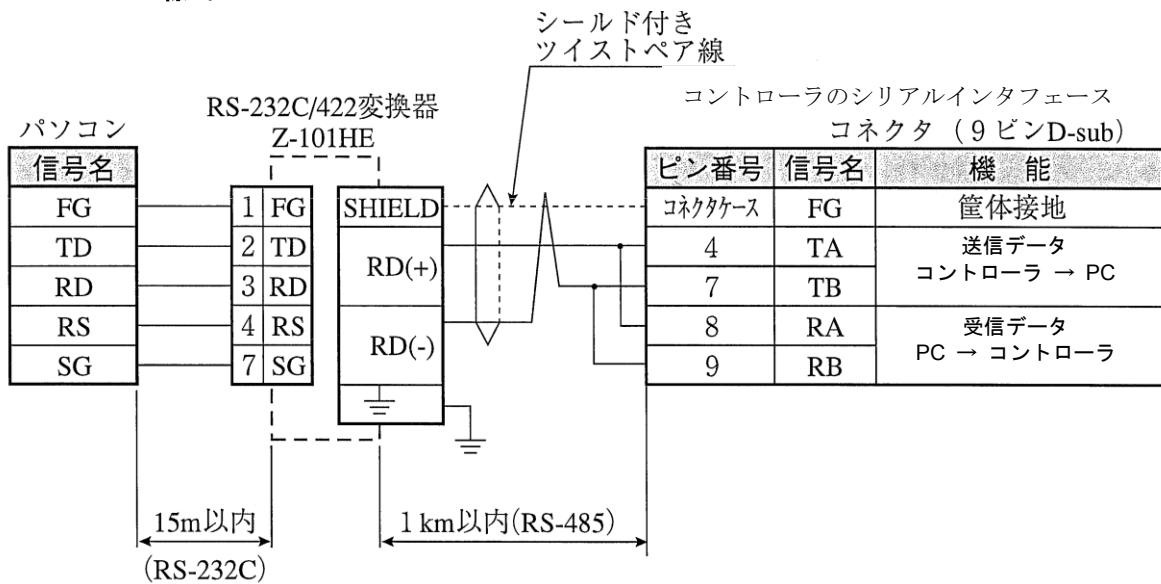 シールド付き
ツイストペア線
RS-232C/422変換器
Z-101HE
コントローラのシリアルインタフェース
コネクタ（9ピンD-sub）
パソコン
信号名
FG
TD
RD
RS
SG
1 FG
2 TD
3 RD
4 RS
7 SG
SHIELD
RD(+)
RD(-)
ピン番号 信号名 機 能
コネクタケース FG 筐体接地
4 TA 送信データ
コントローラ → PC
7 TB
8 RA 受信データ
PC → コントローラ
9 RB
15m以内
(RS-232C)
1km以内(RS-485)